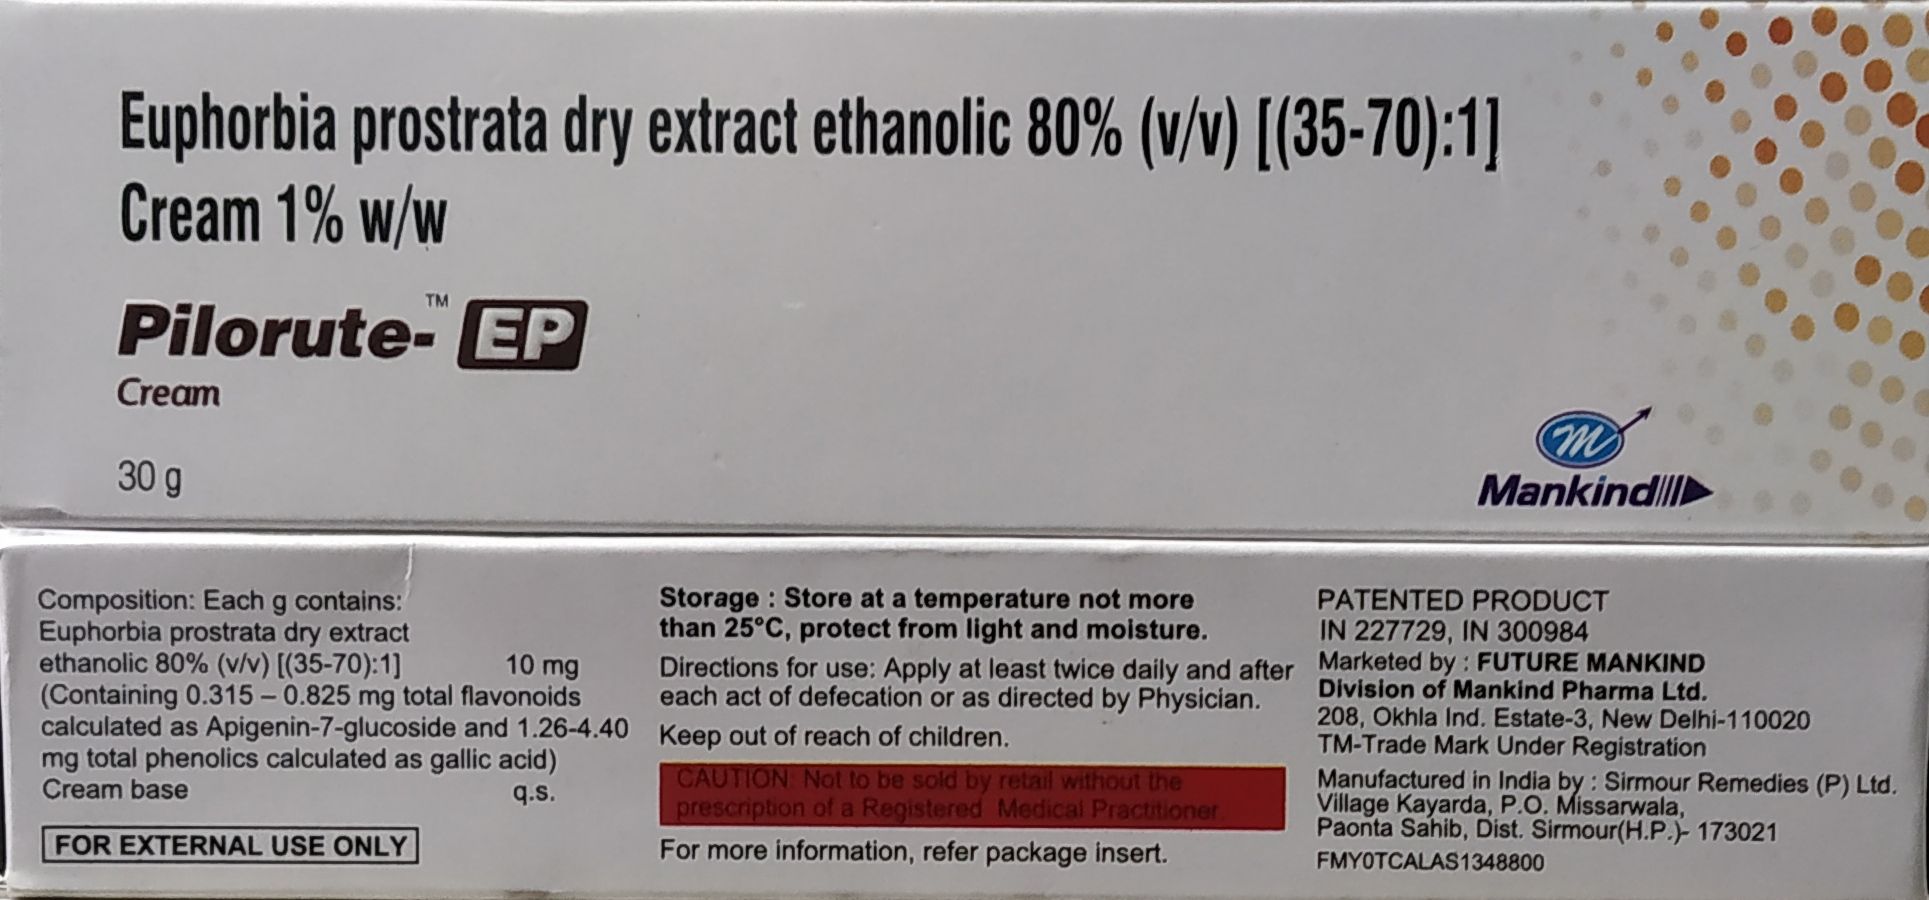 Euphorbia prostrata dry extract ethanolic 80% (v/v) [(35-70):1]
Cream 1% w/w
Pilorute-™ EP
Cream
30 g
m
Mankind
Composition: Each g contains:
Euphorbia prostrata dry extract
ethanolic 80% (v/v) [(35-70):1] 10 mg
(Containing 0.315 – 0.825 mg total flavonoids
calculated as Apigenin-7-glucoside and 1.26-4.40
mg total phenolics calculated as gallic acid)
Cream base q.s.
FOR EXTERNAL USE ONLY
Storage : Store at a temperature not more
than 25°C, protect from light and moisture.
Directions for use: Apply at least twice daily and after
each act of defecation or as directed by Physician.
Keep out of reach of children.
CAUTION: Not to be sold by retail without the
prescription of a Registered Medical Practitioner.
For more information, refer package insert.
PATENTED PRODUCT
IN 227729, IN 300984
Marketed by : FUTURE MANKIND
Division of Mankind Pharma Ltd.
208, Okhla Ind. Estate-3, New Delhi-110020
TM-Trade Mark Under Registration
Manufactured in India by : Sirmour Remedies (P) Ltd.
Village Kayarda, P.O. Missarwala,
Paonta Sahib, Dist. Sirmour(H.P.)- 173021
FMY0TCALAS1348800